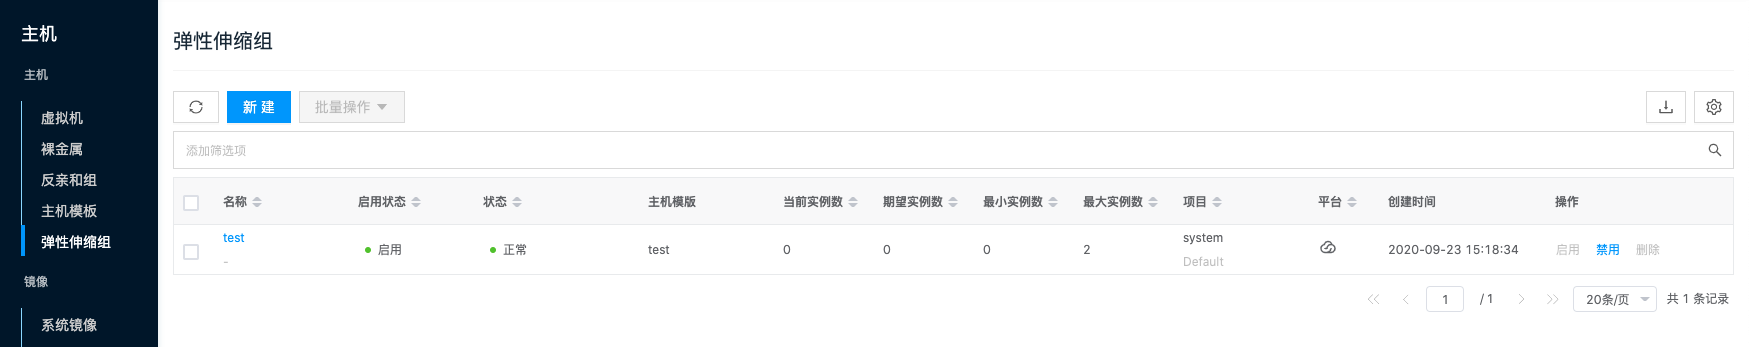 主机
主机
虚拟机
裸金属
反亲和组
主机模板
弹性伸缩组
镜像
系统镜像
弹性伸缩组
新 建 批量操作
添加筛选项
名称 启用状态 状态 主机模版 当前实例数 期望实例数 最小实例数 最大实例数 项目 平台 创建时间 操作
test 启用 正常 test 0 0 0 2 system 2020-09-23 15:18:34 启用 禁用 删除
- Default
1 / 1 20条/页 共 1 条记录